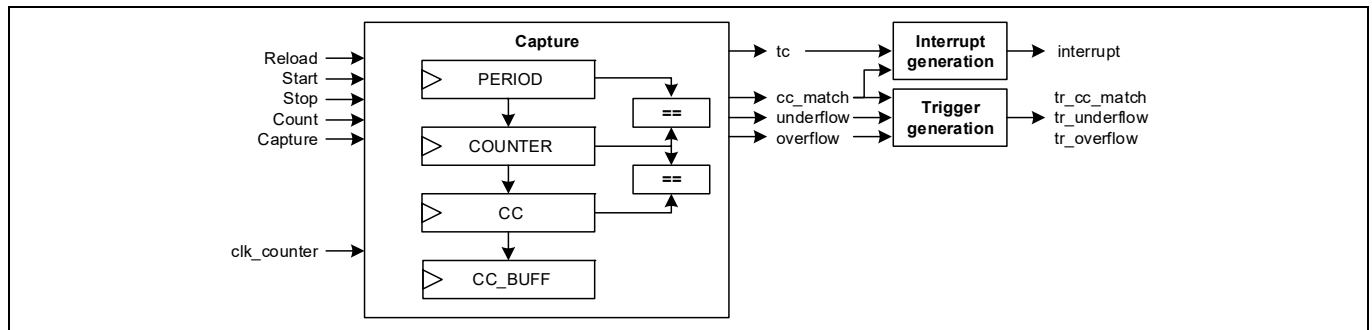 Capture
Reload
Start
Stop
Count
Capture
clk_counter
PERIOD
COUNTER
CC
CC_BUFF
==
==
tc
cc_match
underflow
overflow
Interrupt
generation
Trigger
generation
interrupt
tr_cc_match
tr_underflow
tr_overflow